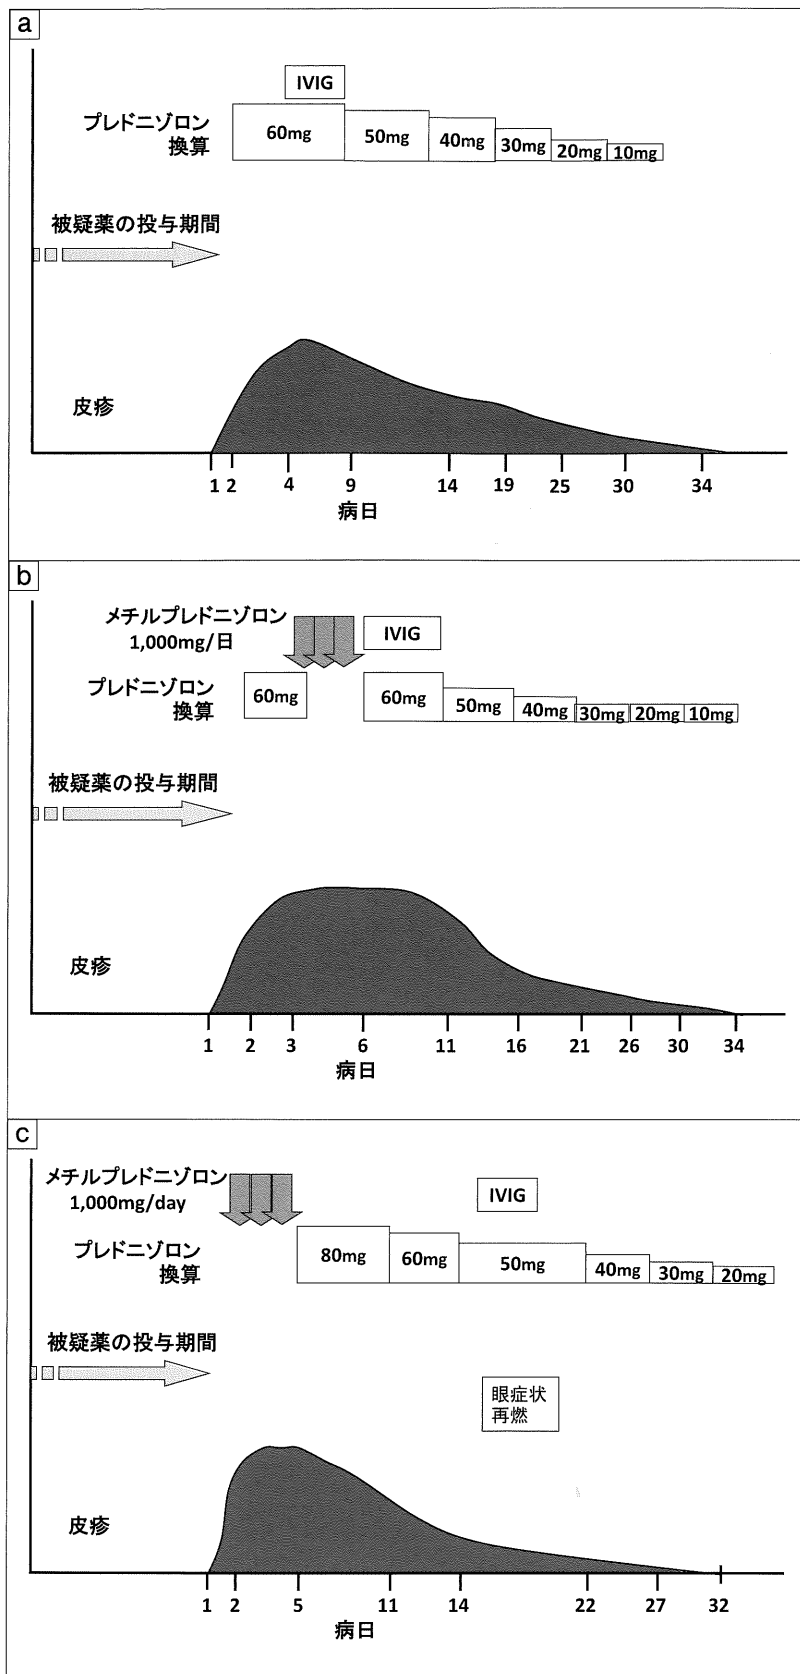 a
IVIG
プレドニゾロン
換算
60mg
50mg
40mg
30mg
20mg
10mg
被疑薬の投与期間
皮疹
1 2 4 9 14 19 25 30 34
病日
b
メチルプレドニゾロン
1,000mg/日
IVIG
プレドニゾロン
換算
60mg
60mg
50mg
40mg
30mg
20mg
10mg
被疑薬の投与期間
皮疹
1 2 3 6 11 16 21 26 30 34
病日
c
メチルプレドニゾロン
1,000mg/day
IVIG
プレドニゾロン
換算
80mg
60mg
50mg
40mg
30mg
20mg
被疑薬の投与期間
眼症状
再燃
皮疹
1 2 5 11 14 22 27 32
病日